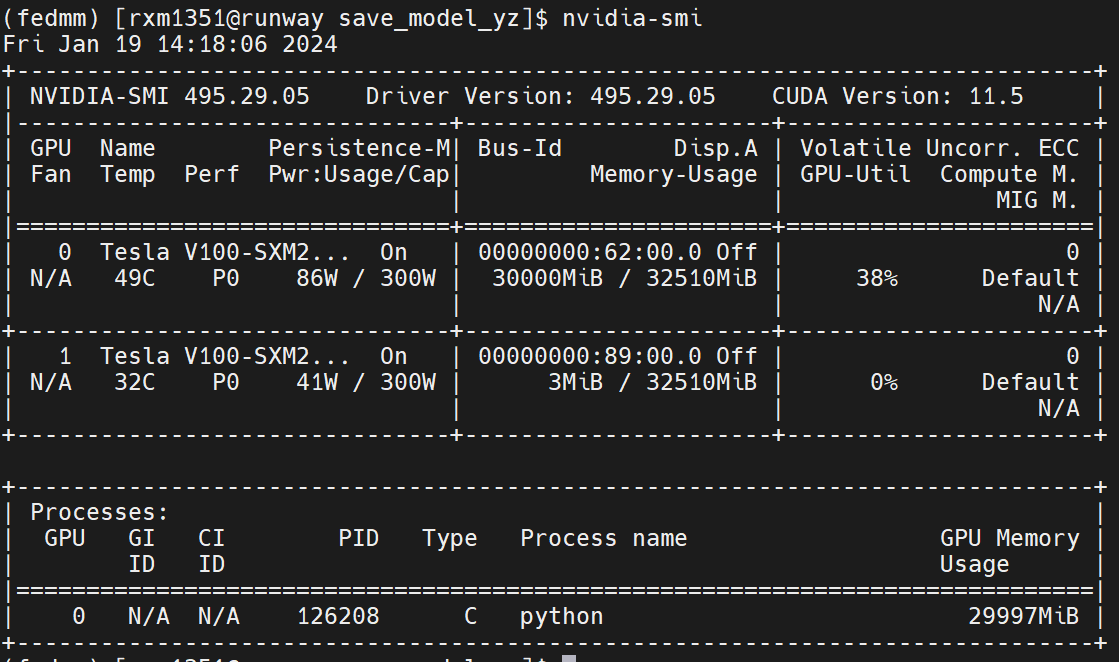 (fedmm) [rxm1351@runway save_model_yz]$ nvidia-smi
Fri Jan 19 14:18:06 2024
+-----------------------------------------------------------------------------+
| NVIDIA-SMI 495.29.05    Driver Version: 495.29.05    CUDA Version: 11.5     |
|-------------------------------+----------------------+----------------------+
| GPU  Name        Persistence-M| Bus-Id        Disp.A | Volatile Uncorr. ECC |
| Fan  Temp  Perf  Pwr:Usage/Cap|         Memory-Usage | GPU-Util  Compute M. |
|                               |                      |               MIG M. |
|===============================+======================+======================|
|   0  Tesla V100-SXM2...  On   | 00000000:62:00.0 Off |                    0 |
| N/A   49C    P0    86W / 300W | 30000MiB / 32510MiB |     38%      Default |
|                               |                      |                  N/A |
+-------------------------------+----------------------+----------------------+
|   1  Tesla V100-SXM2...  On   | 00000000:89:00.0 Off |                    0 |
| N/A   32C    P0    41W / 300W |      3MiB / 32510MiB |      0%      Default |
|                               |                      |                  N/A |
+-------------------------------+----------------------+----------------------+

+-----------------------------------------------------------------------------+
| Processes:                                                                  |
|  GPU   GI   CI        PID   Type   Process name                  GPU Memory |
|        ID   ID                                                   Usage      |
|=============================================================================|
|    0   N/A  N/A    126208      C   python                          29997MiB |
+-----------------------------------------------------------------------------+